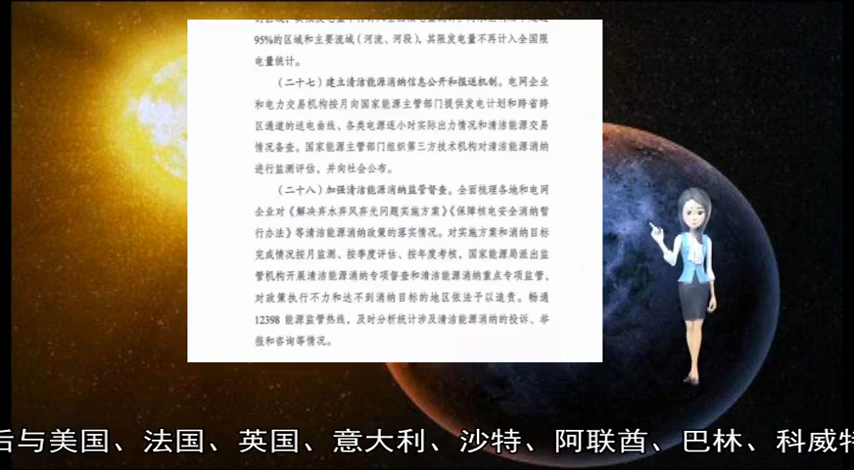 95%的区域和主要流域（河流、河段），其限发电量不再计入全国限
电量统计。
（二十七）建立清洁能源消纳信息公开和报送机制。电网企业
和电力交易机构按月向国家能源主管部门提供发电计划和跨省跨
区通道的送电曲线、各类电源逐小时实际出力情况和清洁能源交易
情况备查。国家能源主管部门组织第三方技术机构对清洁能源消纳
进行监测评估，并向社会公布。
（二十八）加强清洁能源消纳监管督查。全面梳理各地和电网
企业对《解决弃水弃风弃光问题实施方案》《保障核电安全消纳暂
行办法》等清洁能源消纳政策的落实情况。对实施方案和消纳目标
完成情况按月监测、按季度评估、按年度考核，国家能源局派出监
管机构开展清洁能源消纳专项督查和清洁能源消纳重点专项监管，
对政策执行不力和达不到消纳目标的地区依法予以追责。畅通
12398 能源监管热线，及时分析统计涉及清洁能源消纳的投诉、举
报和咨询等情况。
后与美国、法国、英国、意大利、沙特、阿联酋、巴林、科威特